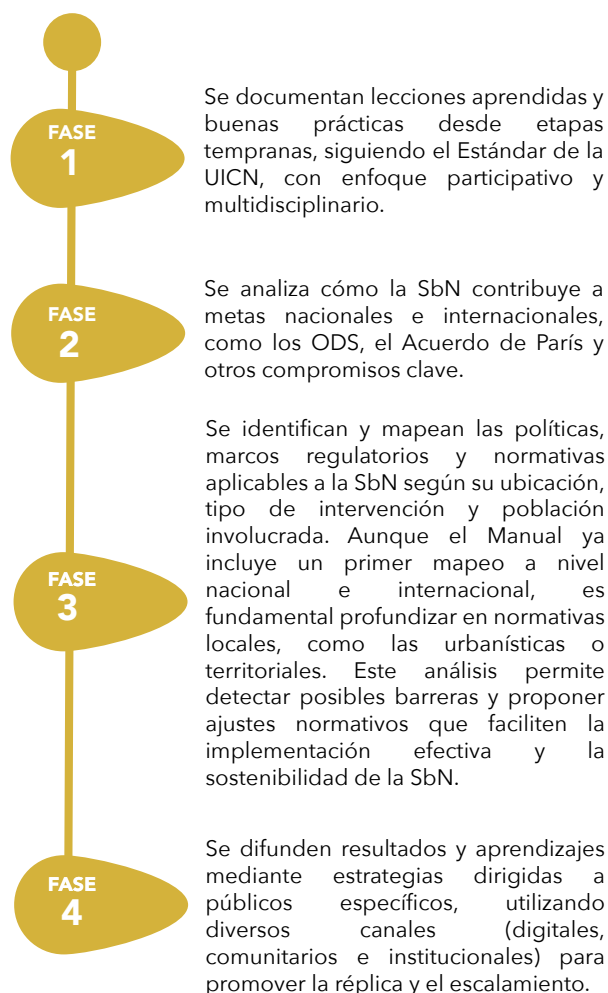 FASE
1
Se documentan lecciones aprendidas y
buenas prácticas desde etapas
tempranas, siguiendo el Estándar de la
UICN, con enfoque participativo y
multidisciplinario.
FASE
2
Se analiza cómo la SbN contribuye a
metas nacionales e internacionales,
como los ODS, el Acuerdo de París y
otros compromisos clave.
FASE
3
Se identifican y mapean las políticas,
marcos regulatorios y normativas
aplicables a la SbN según su ubicación,
tipo de intervención y población
involucrada. Aunque el Manual ya
incluye un primer mapeo a nivel
nacional e internacional, es
fundamental profundizar en normativas
locales, como las urbanísticas o
territoriales. Este análisis permite
detectar posibles barreras y proponer
ajustes normativos que faciliten la
implementación efectiva y la
sostenibilidad de la SbN.
FASE
4
Se difunden resultados y aprendizajes
mediante estrategias dirigidas a
públicos específicos, utilizando
diversos canales (digitales,
comunitarios e institucionales) para
promover la réplica y el escalamiento.